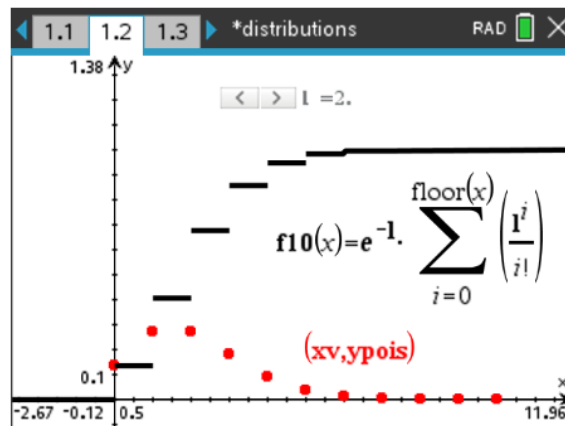 1.1 1.2 1.3 *distributions RAD
1.38 y
< > l =2.
f10(x)=e^-l· ∑ floor(x) i=0 (l^i/i!)
(xv,ypois)
0.1
x
-2.67 -0.12 0.5 11.96